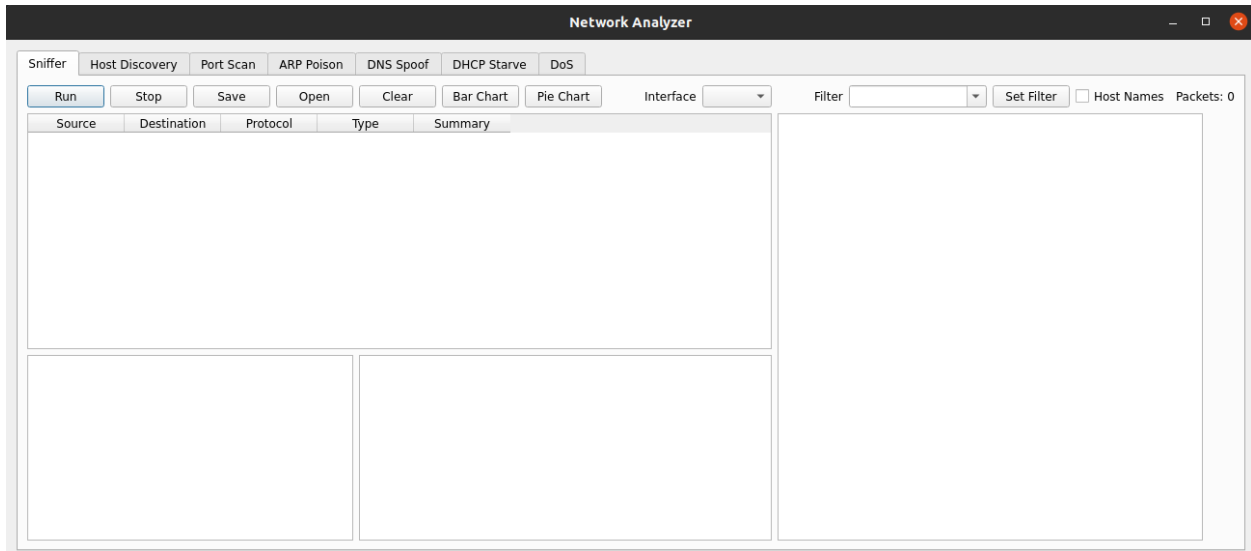 Network Analyzer
Sniffer Host Discovery Port Scan ARP Poison DNS Spoof DHCP Starve DoS
Run Stop Save Open Clear Bar Chart Pie Chart Interface Filter Set Filter Host Names Packets: 0
Source Destination Protocol Type Summary